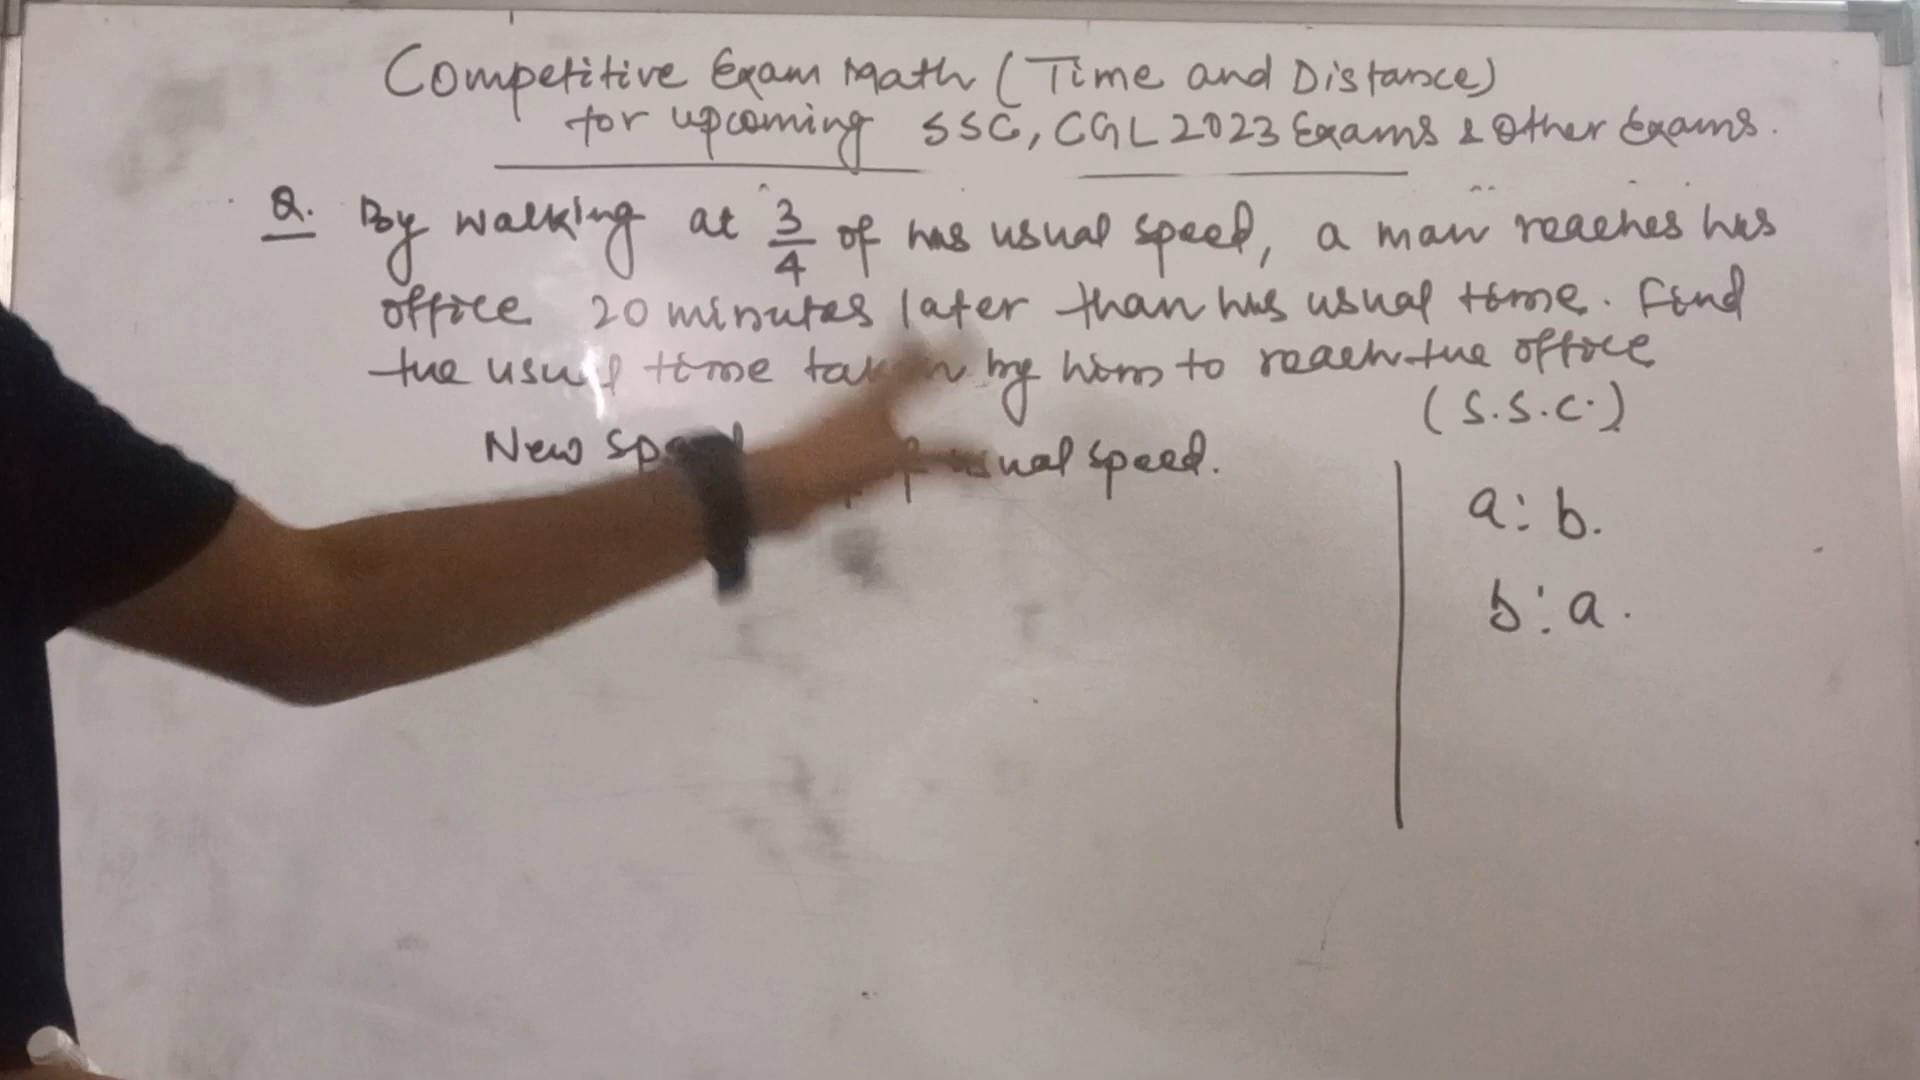 Competitive Exam Math (Time and Distance)
for upcoming SSC, CGL 2023 Exams & Other Exams.
Q. By walking at 3/4 of his usual speed, a man reaches his
office 20 minutes later than his usual time. Find
the usual time taken by him to reach the office
(S.S.C.)
New speed usual speed.
a : b.
b : a.